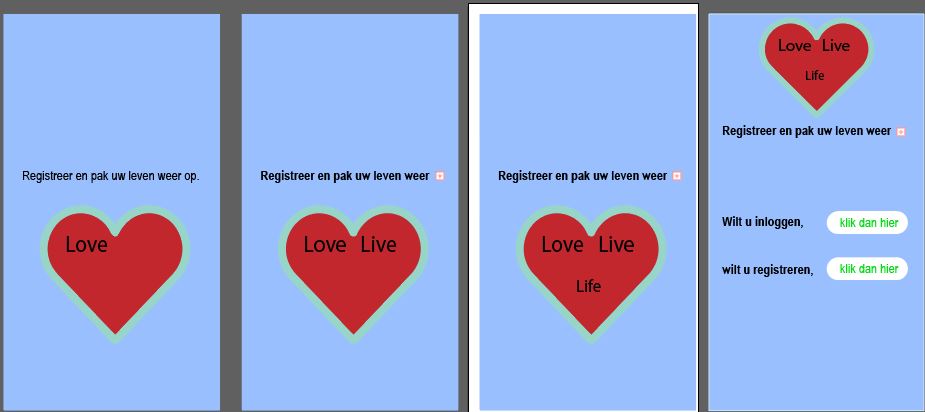 Registreer en pak uw leven weer op.
Love
Registreer en pak uw leven weer
Love Live
Registreer en pak uw leven weer
Love Live
Life
Love Live
Life
Registreer en pak uw leven weer
Wilt u inloggen, klik dan hier
wilt u registreren, klik dan hier